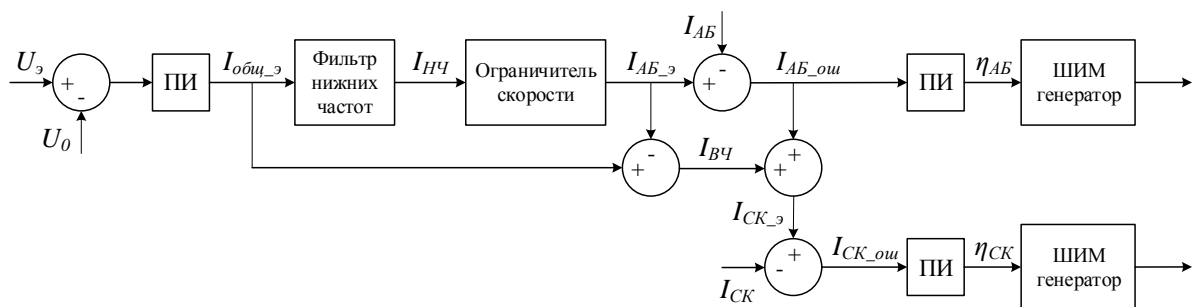 I_АБ
U_э
+
-
U_0
ПИ
I_общ_э
Фильтр
нижних
частот
I_НЧ
Ограничитель
скорости
I_АБ_э
+
-
I_АБ_ош
ПИ
η_АБ
ШИМ
генератор
-
+
I_ВЧ
+
+
I_СК_э
+
-
I_СК
I_СК_ош
ПИ
η_СК
ШИМ
генератор